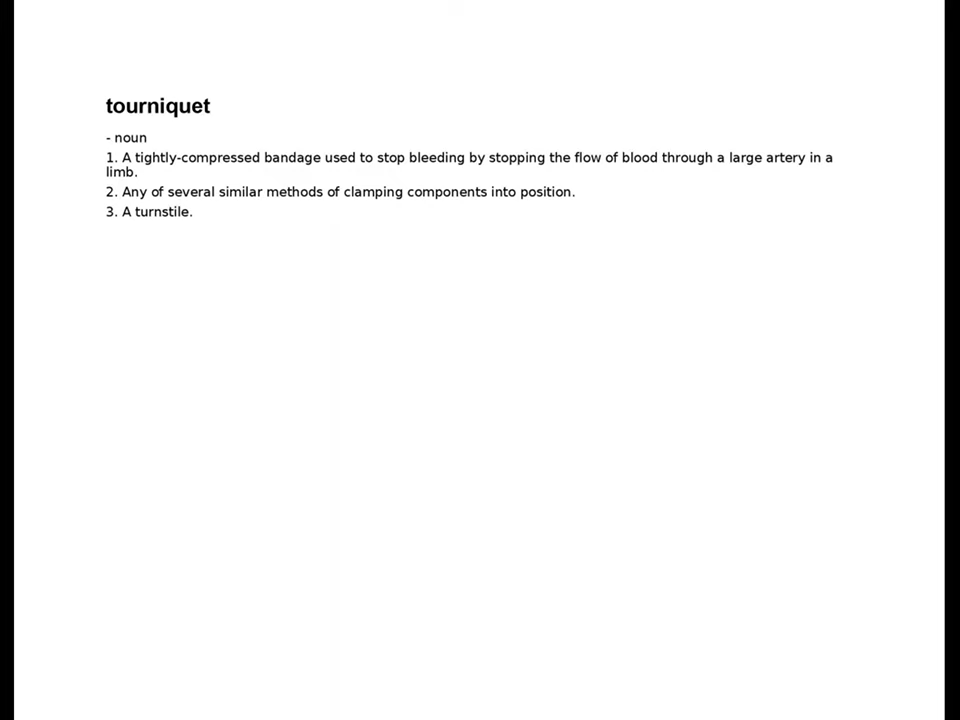 tourniquet
- noun
1. A tightly-compressed bandage used to stop bleeding by stopping the flow of blood through a large artery in a
limb.
2. Any of several similar methods of clamping components into position.
3. A turnstile.